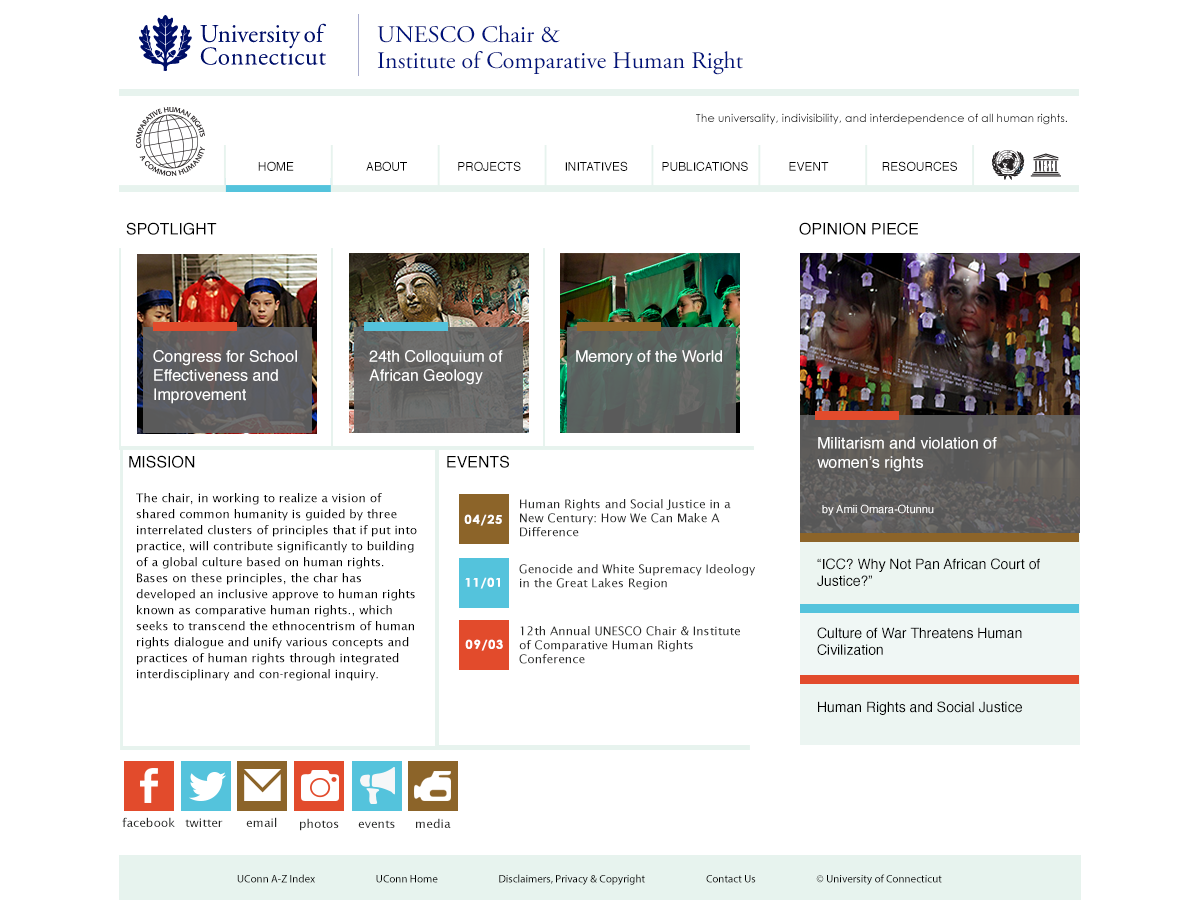 University of
Connecticut
UNESCO Chair &
Institute of Comparative Human Right
COMPARATIVE HUMAN RIGHTS
A COMMON HUMANITY
The universality, indivisibility, and interdependence of all human rights.
HOME ABOUT PROJECTS INITATIVES PUBLICATIONS EVENT RESOURCES
SPOTLIGHT
Congress for School
Effectiveness and
Improvement
24th Colloquium of
African Geology
Memory of the World
MISSION
The chair, in working to realize a vision of
shared common humanity is guided by three
interrelated clusters of principles that if put into
practice, will contribute significantly to building
of a global culture based on human rights.
Bases on these principles, the char has
developed an inclusive approve to human rights
known as comparative human rights., which
seeks to transcend the ethnocentrism of human
rights dialogue and unify various concepts and
practices of human rights through integrated
interdisciplinary and con-regional inquiry.
EVENTS
04/25
Human Rights and Social Justice in a
New Century: How We Can Make A
Difference
11/01
Genocide and White Supremacy Ideology
in the Great Lakes Region
09/03
12th Annual UNESCO Chair & Institute
of Comparative Human Rights
Conference
OPINION PIECE
Militarism and violation of
women's rights
by Amii Omara-Otunnu
“ICC? Why Not Pan African Court of
Justice?”
Culture of War Threatens Human
Civilization
Human Rights and Social Justice
facebook twitter email photos events media
UConn A-Z Index UConn Home Disclaimers, Privacy & Copyright Contact Us © University of Connecticut